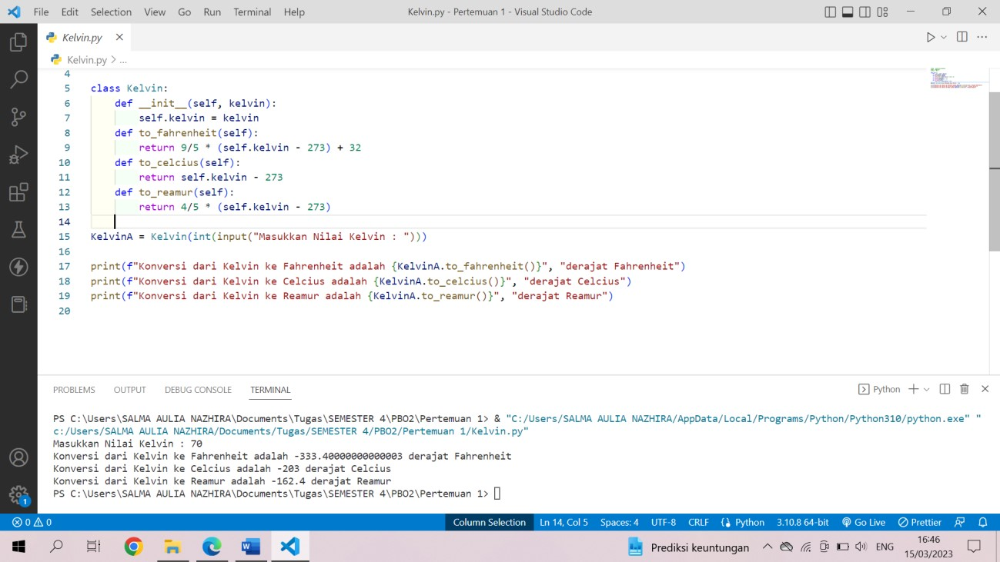 File Edit Selection View Go Run Terminal Help Kelvin.py - Pertemuan 1 - Visual Studio Code
Kelvin.py
Kelvin.py > ...
4
5 class Kelvin:
6     def __init__(self, kelvin):
7         self.kelvin = kelvin
8     def to_fahrenheit(self):
9         return 9/5 * (self.kelvin - 273) + 32
10     def to_celcius(self):
11         return self.kelvin - 273
12     def to_reamur(self):
13         return 4/5 * (self.kelvin - 273)
14
15 KelvinA = Kelvin(int(input("Masukkan Nilai Kelvin : ")))
16
17 print(f"Konversi dari Kelvin ke Fahrenheit adalah {KelvinA.to_fahrenheit()}", "derajat Fahrenheit")
18 print(f"Konversi dari Kelvin ke Celcius adalah {KelvinA.to_celcius()}", "derajat Celcius")
19 print(f"Konversi dari Kelvin ke Reamur adalah {KelvinA.to_reamur()}", "derajat Reamur")
20
PROBLEMS OUTPUT DEBUG CONSOLE TERMINAL Python
PS C:\Users\SALMA AULIA NAZHIRA\Documents\Tugas\SEMESTER 4\PBO2\Pertemuan 1> & "C:/Users/SALMA AULIA NAZHIRA/AppData/Local/Programs/Python/Python310/python.exe" "
c:/Users/SALMA AULIA NAZHIRA/Documents/Tugas/SEMESTER 4/PBO2/Pertemuan 1/Kelvin.py"
Masukkan Nilai Kelvin : 70
Konversi dari Kelvin ke Fahrenheit adalah -333.40000000000003 derajat Fahrenheit
Konversi dari Kelvin ke Celcius adalah -203 derajat Celcius
Konversi dari Kelvin ke Reamur adalah -162.4 derajat Reamur
PS C:\Users\SALMA AULIA NAZHIRA\Documents\Tugas\SEMESTER 4\PBO2\Pertemuan 1>
1
0 0 Column Selection Ln 14, Col 5 Spaces: 4 UTF-8 CRLF Python 3.10.8 64-bit Go Live Prettier
Prediksi keuntungan ENG 16:46
15/03/2023